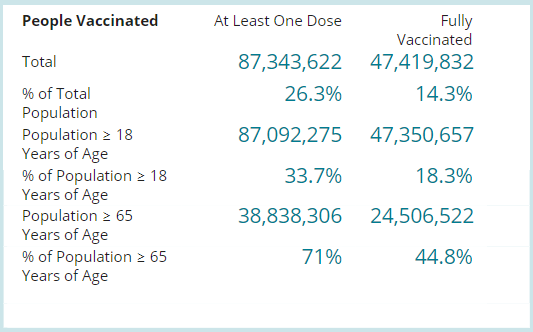 People Vaccinated At Least One Dose Fully
Vaccinated
Total 87,343,622 47,419,832
% of Total 26.3% 14.3%
Population
Population ≥ 18 87,092,275 47,350,657
Years of Age
% of Population ≥ 18 33.7% 18.3%
Years of Age
Population ≥ 65 38,838,306 24,506,522
Years of Age
% of Population ≥ 65 71% 44.8%
Years of Age